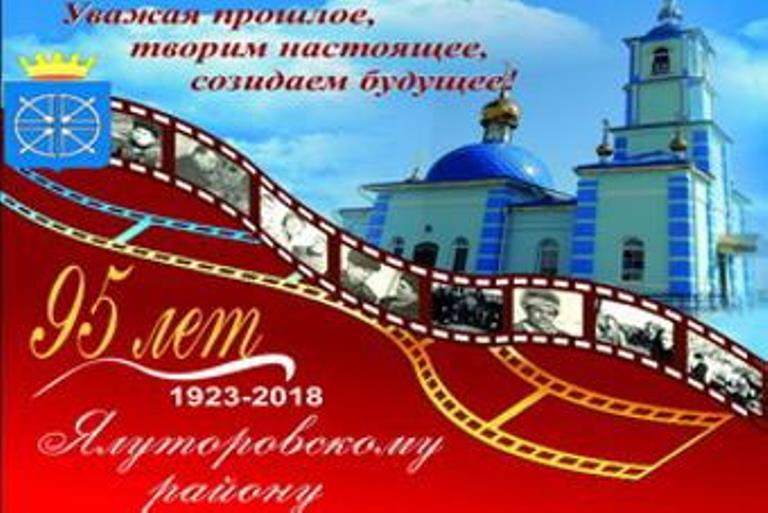 Уважая прошлое,
творим настоящее,
созидаем будущее!
95 лет
1923-2018
Ялуторовскому
району